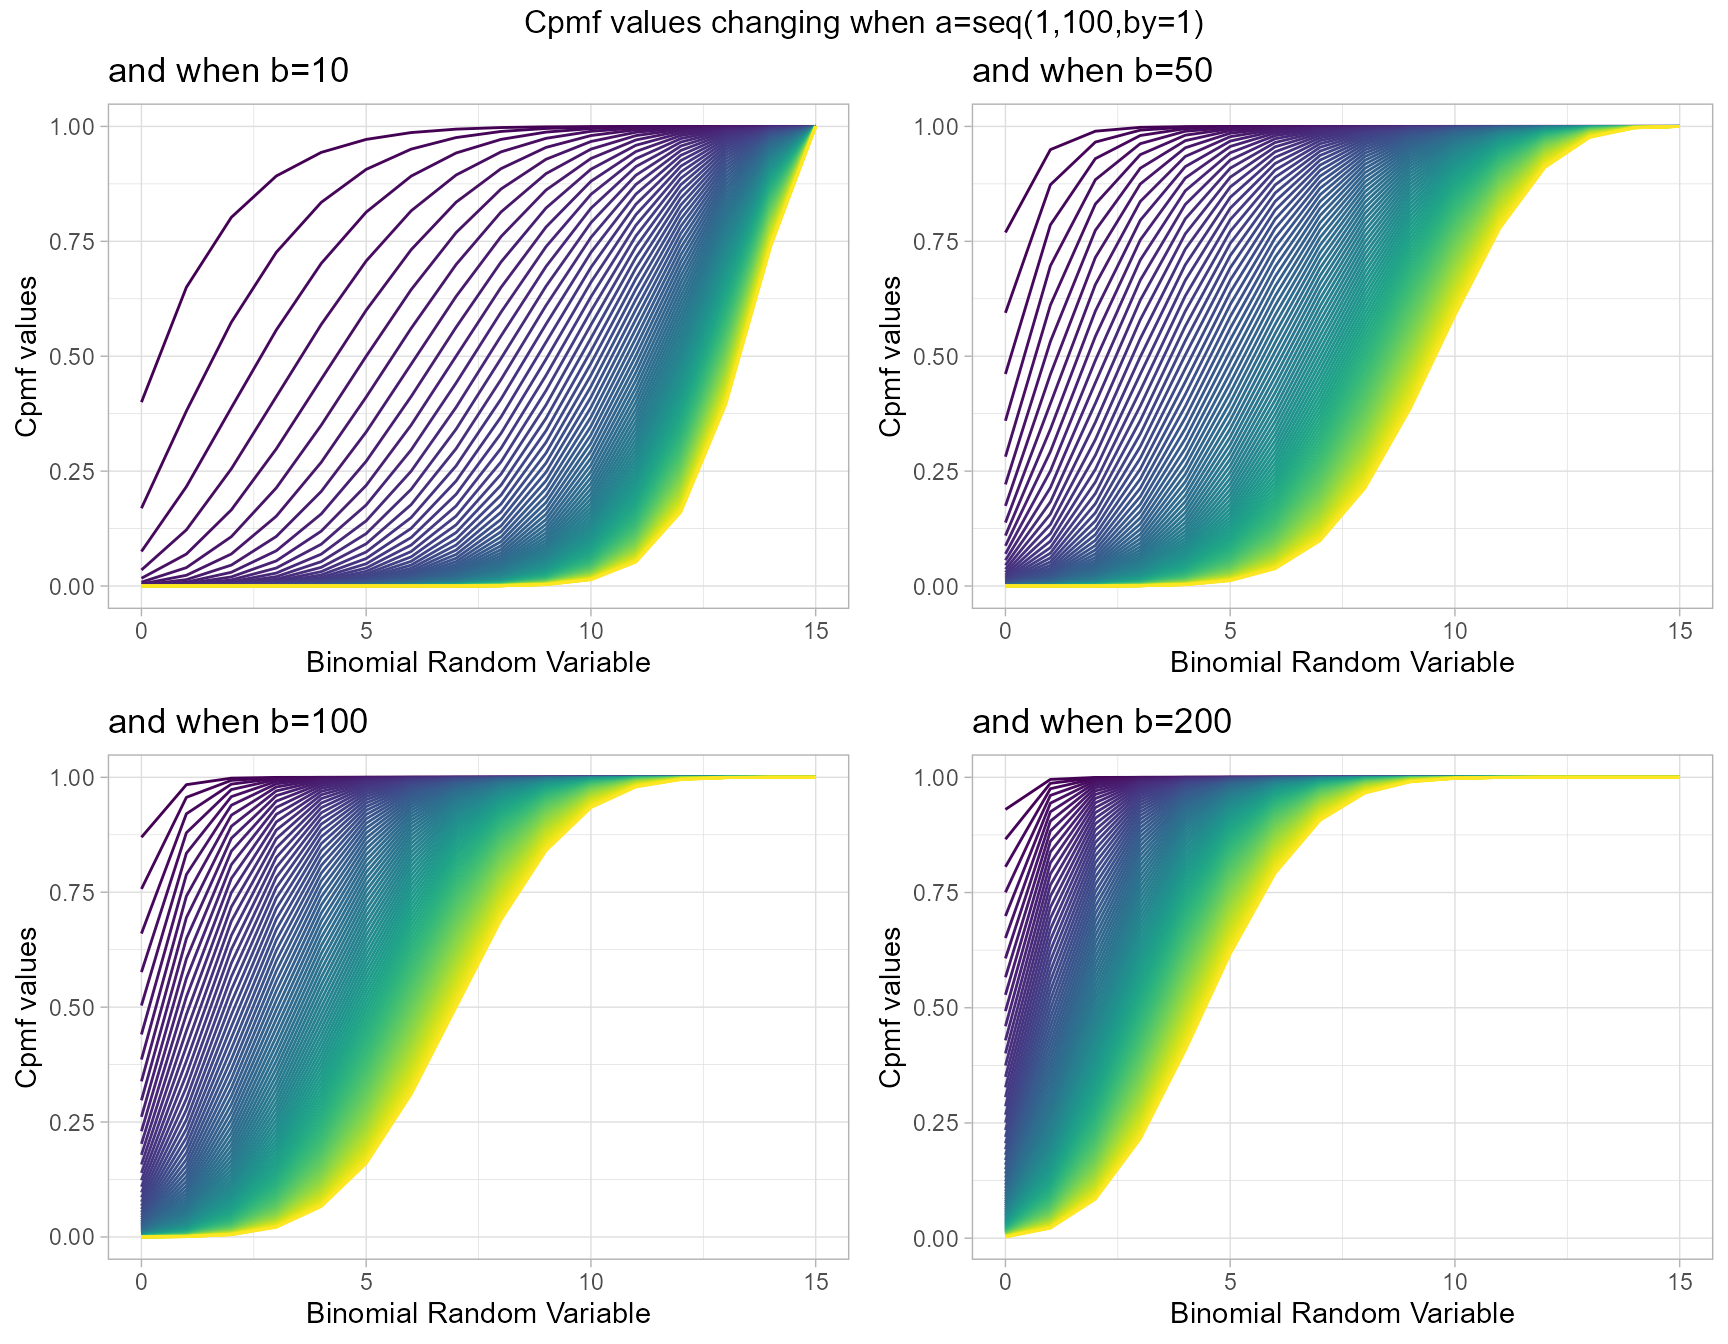 Cpmf values changing when a=seq(1,100,by=1)
and when b=10
1.00
0.75
0.50
0.25
0.00
Cpmf values
0 5 10 15
Binomial Random Variable
and when b=50
1.00
0.75
0.50
0.25
0.00
Cpmf values
0 5 10 15
Binomial Random Variable
and when b=100
1.00
0.75
0.50
0.25
0.00
Cpmf values
0 5 10 15
Binomial Random Variable
and when b=200
1.00
0.75
0.50
0.25
0.00
Cpmf values
0 5 10 15
Binomial Random Variable